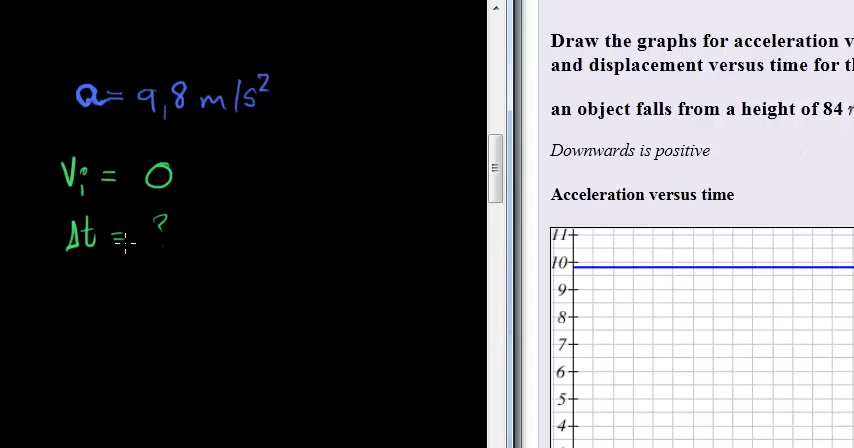 a = 9,8 m/s²
Vi = 0
Δt = ?
Draw the graphs for acceleration v
and displacement versus time for th
an object falls from a height of 84
Downwards is positive
Acceleration versus time
11
10
9
8
7
6
5
4